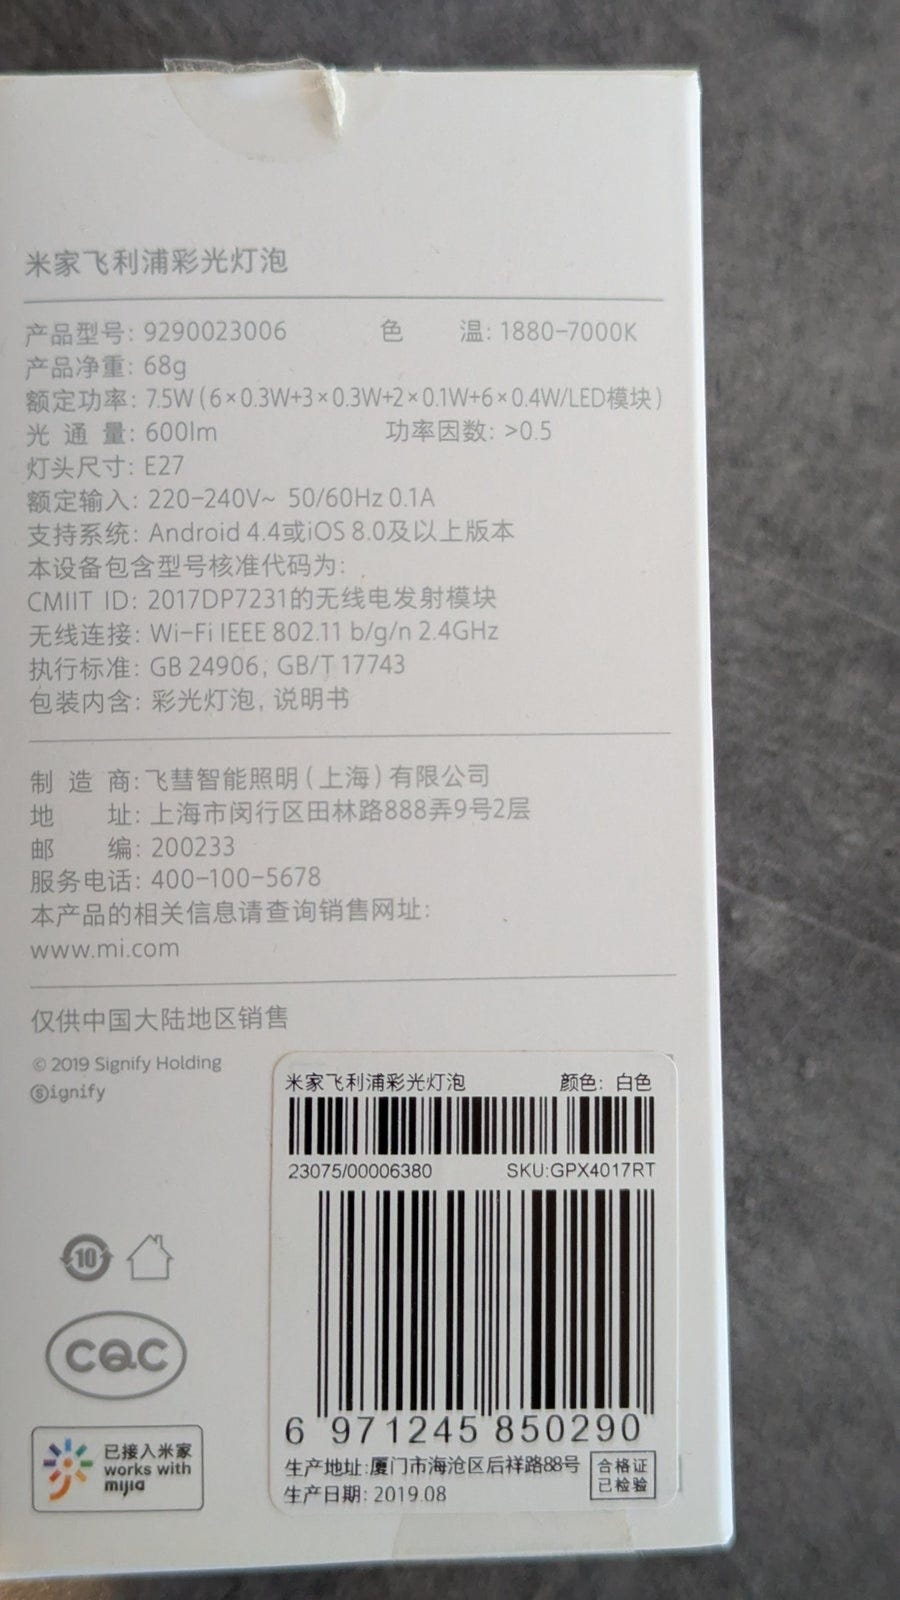 米家飞利浦彩光灯泡
产品型号: 9290023006 色 温: 1880-7000K
产品净重: 68g
额定功率: 7.5W (6×0.3W+3×0.3W+2×0.1W+6×0.4W/LED模块)
光 通 量: 600lm 功率因数: >0.5
灯头尺寸: E27
额定输入: 220-240V~ 50/60Hz 0.1A
支持系统: Android 4.4或iOS 8.0及以上版本
本设备包含型号核准代码为:
CMIIT ID: 2017DP7231的无线电发射模块
无线连接: Wi-Fi IEEE 802.11 b/g/n 2.4GHz
执行标准: GB 24906, GB/T 17743
包装内含: 彩光灯泡, 说明书
制 造 商: 飞彗智能照明(上海)有限公司
地 址: 上海市闵行区田林路888弄9号2层
邮 编: 200233
服务电话: 400-100-5678
本产品的相关信息请查询销售网址:
www.mi.com
仅供中国大陆地区销售
© 2019 Signify Holding
Signify
米家飞利浦彩光灯泡 颜色: 白色
23075/00006380 SKU:GPX4017RT
6 971245 850290
生产地址:厦门市海沧区后祥路88号
生产日期: 2019.08
合格证
已检验
10
CQC
已接入米家
works with
mijia